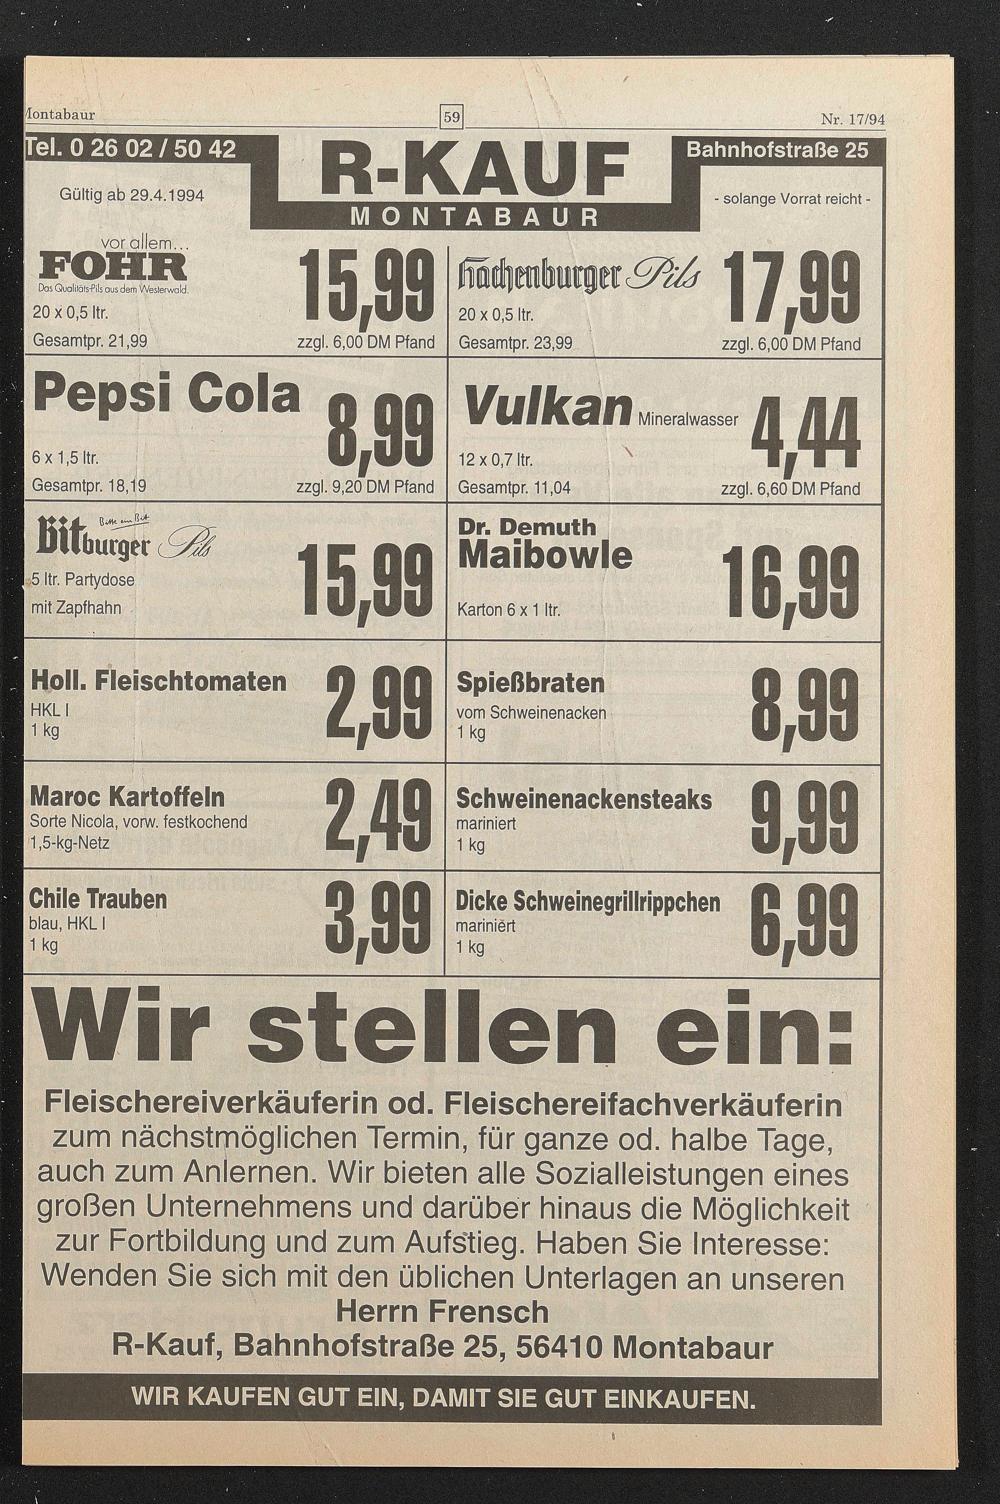 Montabaur
59
Nr. 17/94
Tel. 0 26 02 / 50 42
R-KAUF
MONTABAUR
Bahnhofstraße 25
Gültig ab 29.4.1994
- solange Vorrat reicht -
vor allem...
FOHR
Das Qualitäts-Pils aus dem Westerwald.
20 x 0,5 ltr.
Gesamtpr. 21,99
15,99
zzgl. 6,00 DM Pfand
Hachenburger Pils
20 x 0,5 ltr.
Gesamtpr. 23,99
17,99
zzgl. 6,00 DM Pfand
Pepsi Cola
6 x 1,5 ltr.
Gesamtpr. 18,19
8,99
zzgl. 9,20 DM Pfand
Vulkan Mineralwasser
12 x 0,7 ltr.
Gesamtpr. 11,04
4,44
zzgl. 6,60 DM Pfand
Bitte ein Bit
Bitburger Pils
5 ltr. Partydose
mit Zapfhahn
15,99
Dr. Demuth
Maibowle
Karton 6 x 1 ltr.
16,99
Holl. Fleischtomaten
HKL I
1 kg
2,99
Spießbraten
vom Schweinenacken
1 kg
8,99
Maroc Kartoffeln
Sorte Nicola, vorw. festkochend
1,5-kg-Netz
2,49
Schweinenackensteaks
mariniert
1 kg
9,99
Chile Trauben
blau, HKL I
1 kg
3,99
Dicke Schweinegrillrippchen
mariniert
1 kg
6,99
Wir stellen ein:
Fleischereiverkäuferin od. Fleischereifachverkäuferin
zum nächstmöglichen Termin, für ganze od. halbe Tage,
auch zum Anlernen. Wir bieten alle Sozialleistungen eines
großen Unternehmens und darüber hinaus die Möglichkeit
zur Fortbildung und zum Aufstieg. Haben Sie Interesse:
Wenden Sie sich mit den üblichen Unterlagen an unseren
Herrn Frensch
R-Kauf, Bahnhofstraße 25, 56410 Montabaur
WIR KAUFEN GUT EIN, DAMIT SIE GUT EINKAUFEN.